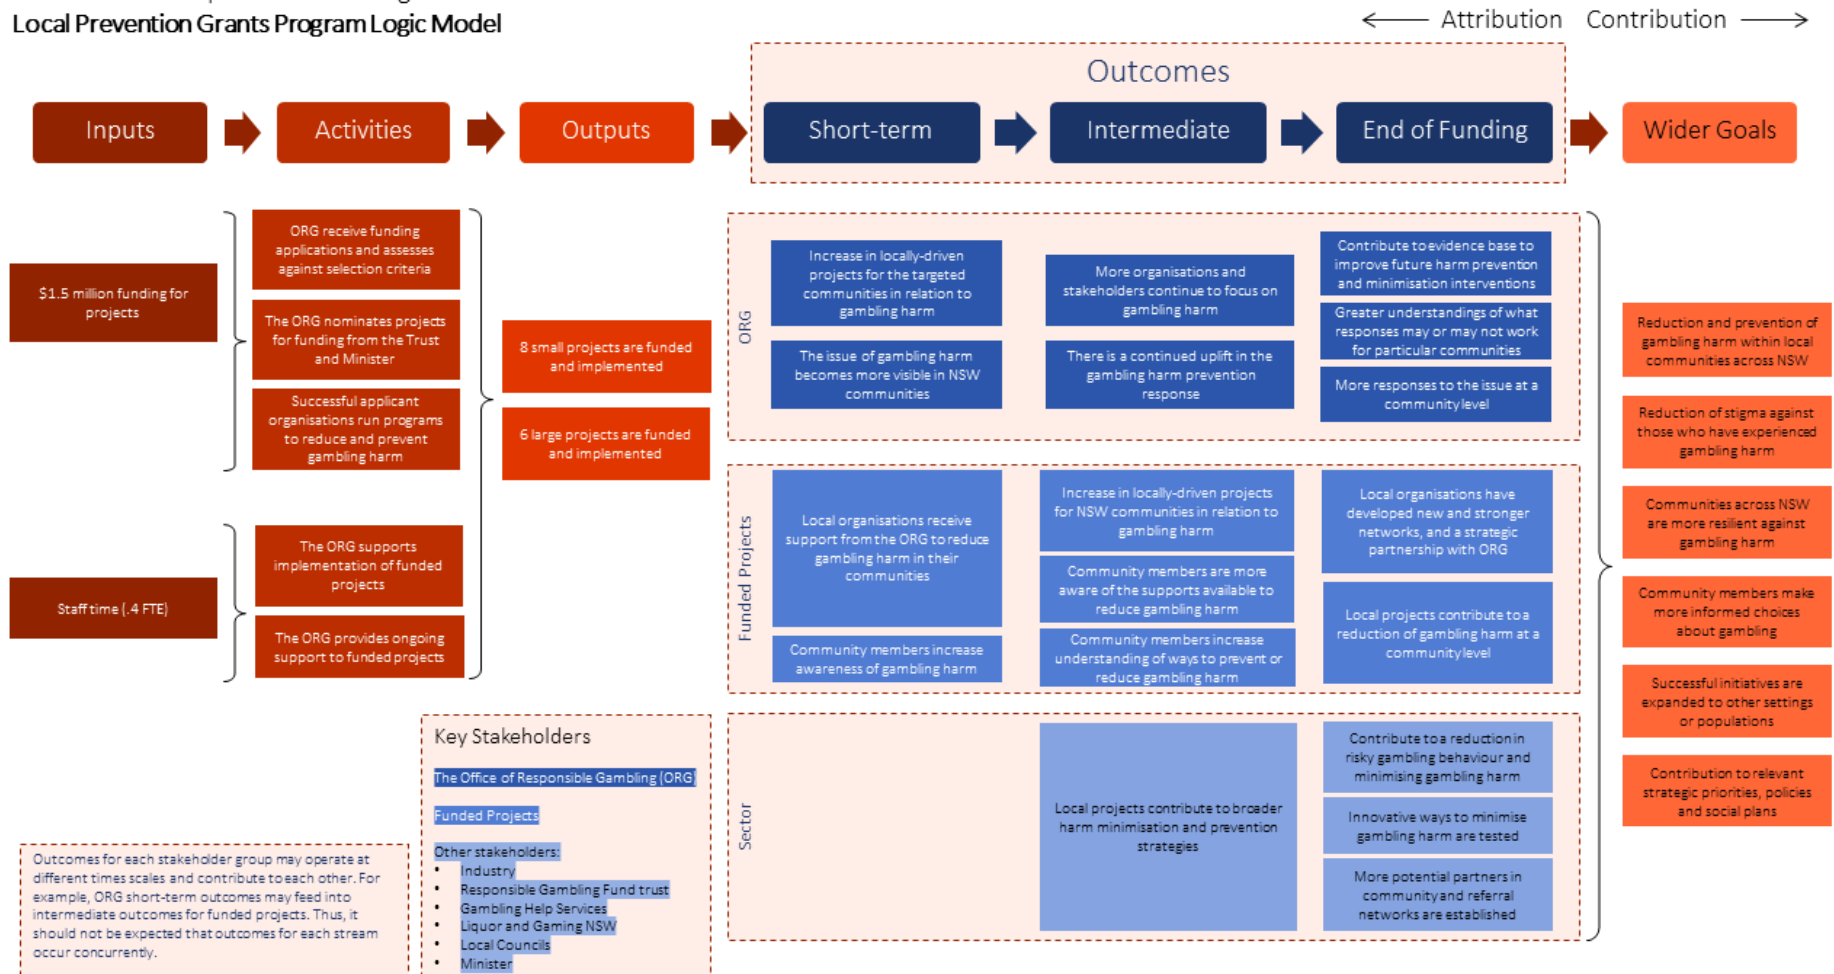 Local Prevention Grants Program Logic Model
Attribution
Contribution
Outcomes
Inputs
Activities
Outputs
Short-term
Intermediate
End of Funding
Wider Goals
$1.5 million funding for
projects
Staff time (.4 FTE)
ORG receive funding
applications and assesses
against selection criteria
The ORG nominates projects
for funding from the Trust
and Minister
Successful applicant
organisations run programs
to reduce and prevent
gambling harm
The ORG supports
implementation of funded
projects
The ORG provides ongoing
support to funded projects
8 small projects are funded
and implemented
6 large projects are funded
and implemented
ORG
Increase in locally-driven
projects for the targeted
communities in relation to
gambling harm
The issue of gambling harm
becomes more visible in NSW
communities
More organisations and
stakeholders continue to focus on
gambling harm
There is a continued uplift in the
gambling harm prevention
response
Contribute to evidence base to
improve future harm prevention
and minimisation interventions
Greater understandings of what
responses may or may not work
for particular communities
More responses to the issue at a
community level
Funded Projects
Local organisations receive
support from the ORG to reduce
gambling harm in their
communities
Community members increase
awareness of gambling harm
Increase in locally-driven projects
for NSW communities in relation to
gambling harm
Community members are more
aware of the supports available to
reduce gambling harm
Community members increase
understanding of ways to prevent or
reduce gambling harm
Local organisations have
developed new and stronger
networks, and a strategic
partnership with ORG
Local projects contribute to a
reduction of gambling harm at a
community level
Sector
Local projects contribute to broader
harm minimisation and prevention
strategies
Contribute to a reduction in
risky gambling behaviour and
minimising gambling harm
Innovative ways to minimise
gambling harm are tested
More potential partners in
community and referral
networks are established
Reduction and prevention of
gambling harm within local
communities across NSW
Reduction of stigma against
those who have experienced
gambling harm
Communities across NSW
are more resilient against
gambling harm
Community members make
more informed choices
about gambling
Successful initiatives are
expanded to other settings
or populations
Contribution to relevant
strategic priorities, policies
and social plans
Key Stakeholders
The Office of Responsible Gambling (ORG)
Funded Projects
Other stakeholders:
• Industry
• Responsible Gambling Fund trust
• Gambling Help Services
• Liquor and Gaming NSW
• Local Councils
• Minister
Outcomes for each stakeholder group may operate at
different times scales and contribute to each other. For
example, ORG short-term outcomes may feed into
intermediate outcomes for funded projects. Thus, it
should not be expected that outcomes for each stream
occur concurrently.